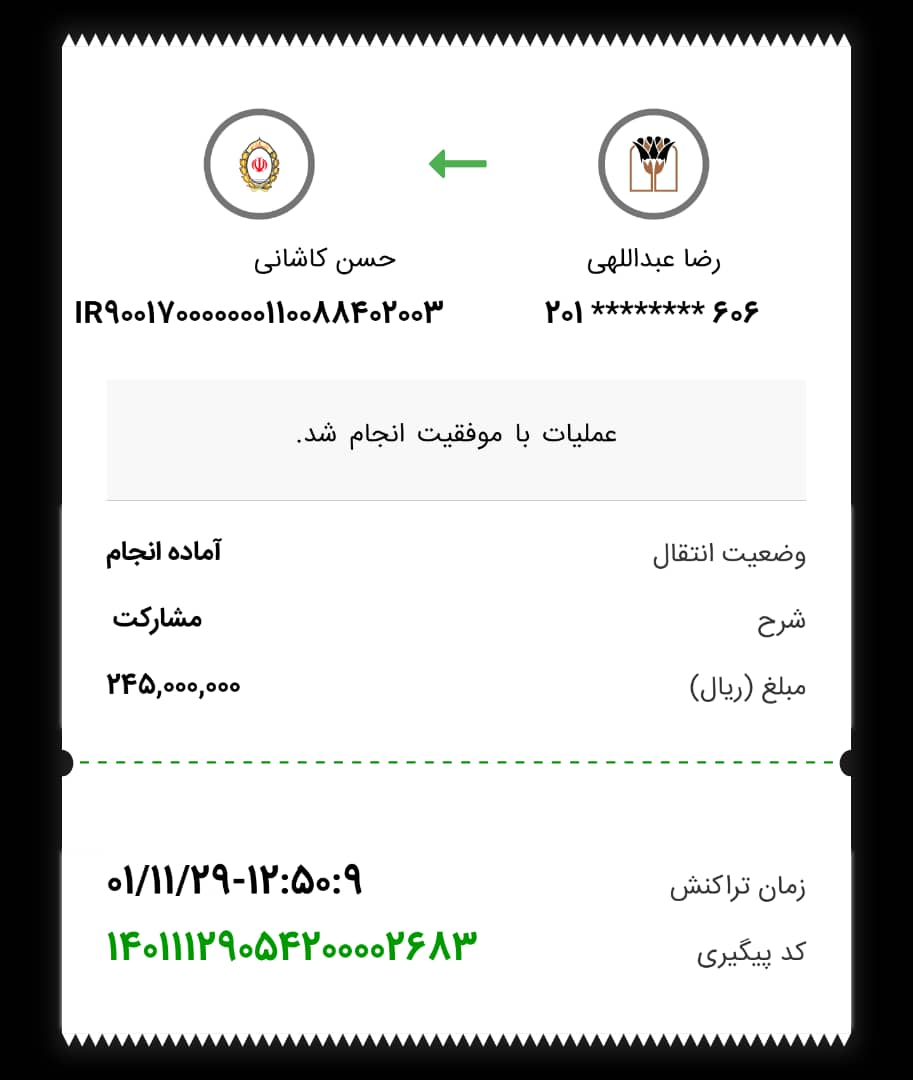 رضا عبداللهی
۲۰۱ ******** ۶۰۶
حسن کاشانی
IR۹۰۰۱۷۰۰۰۰۰۰۰۱۱۰۰۸۸۴۰۲۰۰۳
عملیات با موفقیت انجام شد.
وضعیت انتقال آماده انجام
شرح مشارکت
مبلغ (ریال) ۲۴۵,۰۰۰,۰۰۰
زمان تراکنش ۰۱/۱۱/۲۹-۱۲:۵۰:۹
کد پیگیری ۱۴۰۱۱۱۲۹۰۵۴۲۰۰۰۰۲۶۸۳